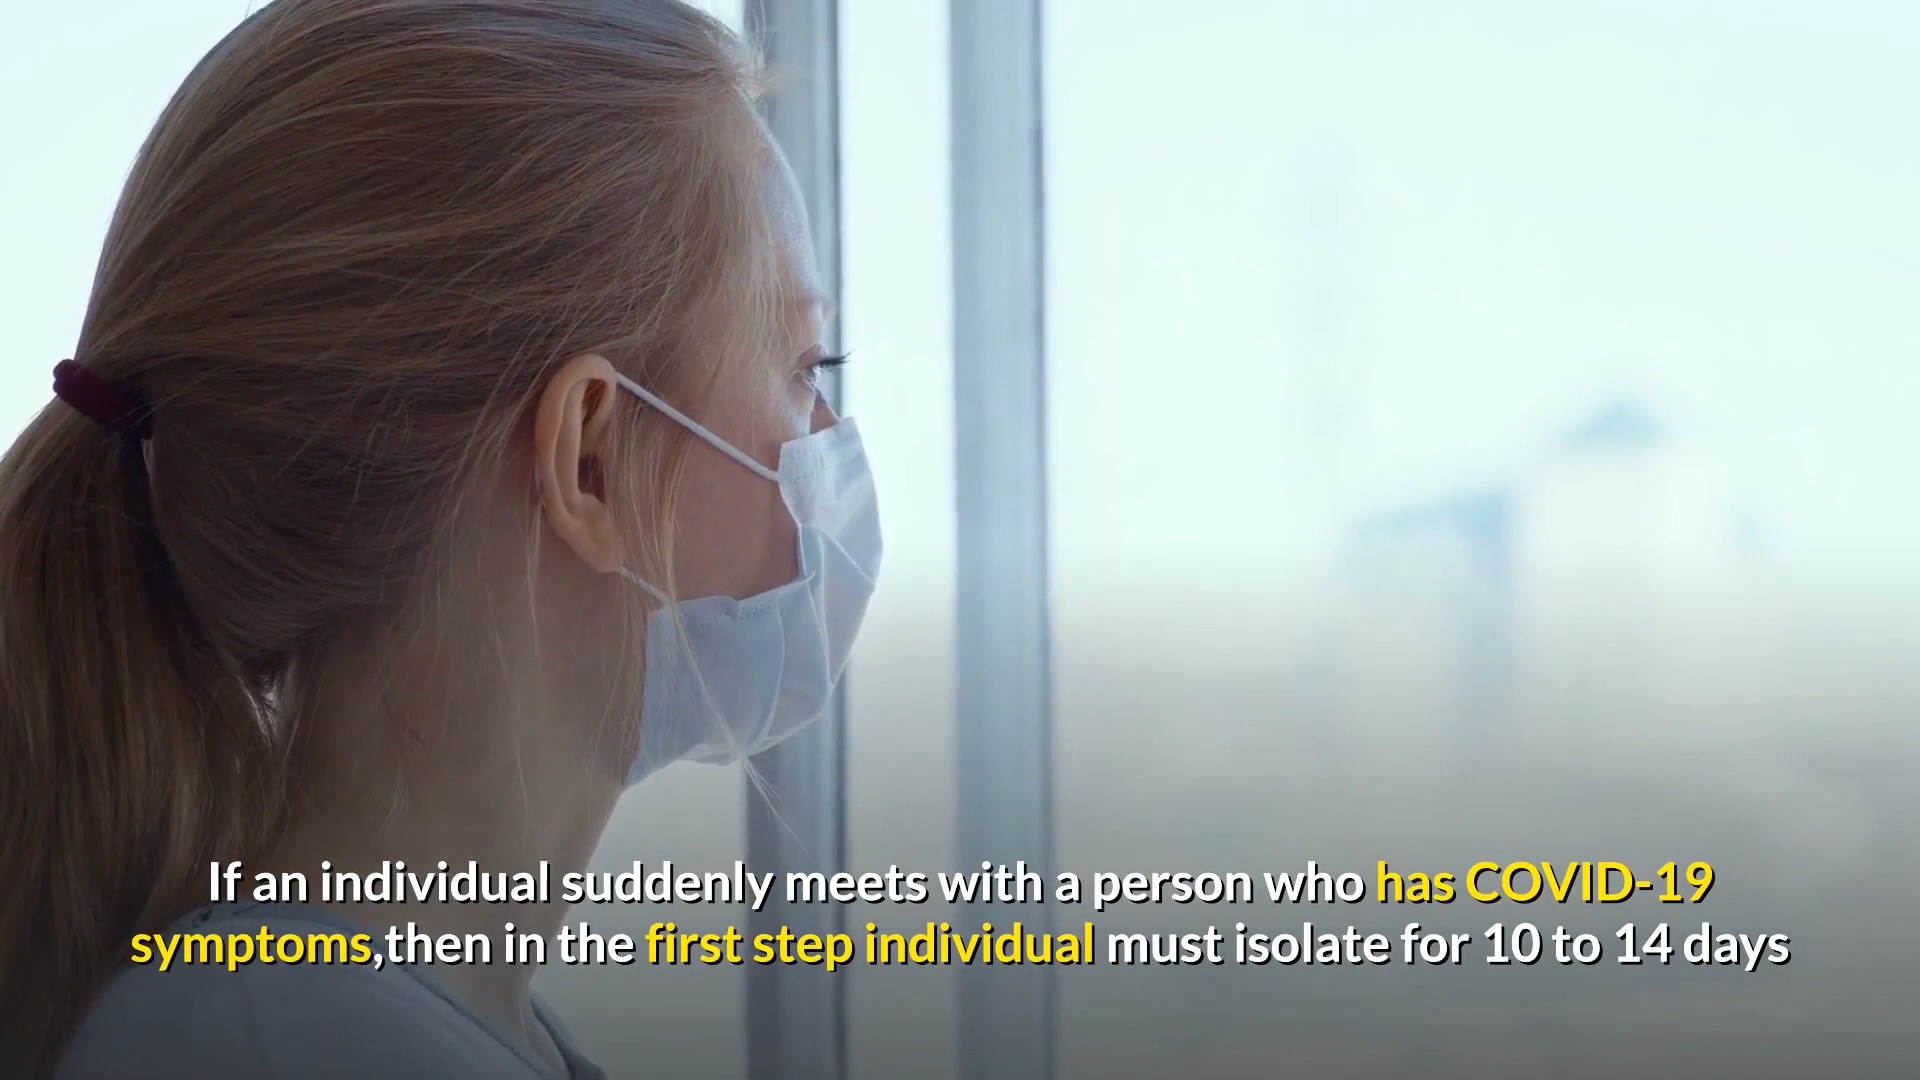 If an individual suddenly meets with a person who has COVID-19
symptoms,then in the first step individual must isolate for 10 to 14 days